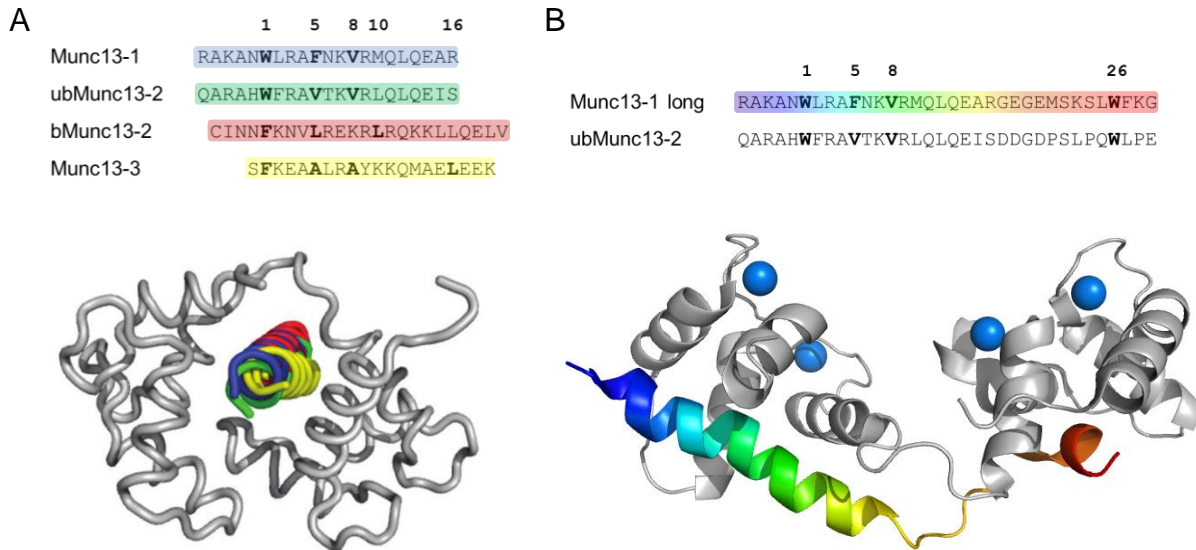 A
1 5 8 10 16
Munc13-1 RAKANWLRAFNKVRMQLQEAR
ubMunc13-2 QARAHWFRAVTKVRLQLQEIS
bMunc13-2 CINNFKNVLREKRLRQKKLLQELV
Munc13-3 SFKEAALRAYKKQMAELEEK
B
1 5 8 26
Munc13-1 long RAKANWLRAFNKVRMQLQEARGEGEMSKSLWFKG
ubMunc13-2 QARAHWFRAVTKVRLQLQEISDDGDPSLPQWLPE